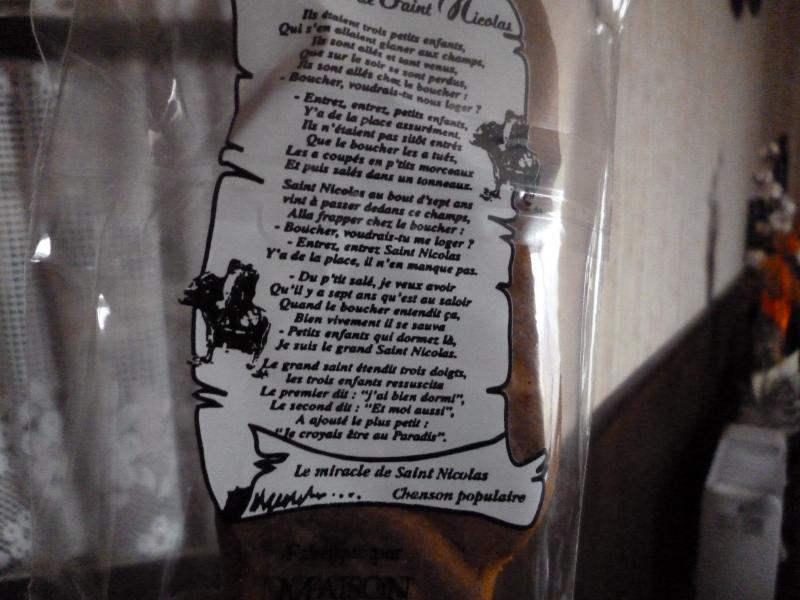 de Saint Nicolas
Ils étaient trois petits enfants,
Qui s'en allaient glaner aux champs,
Ils sont allés et tant venus,
Que sur le soir se sont perdus,
Ils sont allés chez le boucher :
- Boucher, voudrais-tu nous loger ?
- Entrez, entrez, petits enfants,
Y'a de la place assurément.
Ils n'étaient pas sitôt entrés
Que le boucher les a tués,
Les a coupés en p'tits morceaux
Et puis salés dans un tonneaux.
Saint Nicolas au bout d'sept ans
vint à passer dedans ce champs,
Alla frapper chez le boucher :
- Boucher, voudrais-tu me loger ?
- Entrez, entrez Saint Nicolas
Y'a de la place, il n'en manque pas.
- Du p'tit salé, je veux avoir
Qu'il y a sept ans qu'est au saloir
Quand le boucher entendit ça,
Bien vivement il se sauva
- Petits enfants qui dormez là,
Je suis le grand Saint Nicolas.
Le grand saint étendit trois doigts,
les trois enfants ressuscita
Le premier dit : "j'ai bien dormi",
Le second dit : "Et moi aussi",
A ajouté le plus petit :
"Je croyais être au Paradis".
Le miracle de Saint Nicolas
Chanson populaire
Fabriqué par
MAISON